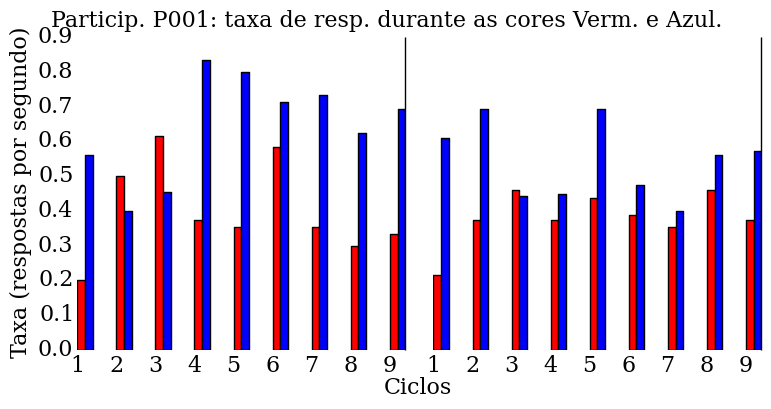 Particip. P001: taxa de resp. durante as cores Verm. e Azul.
Taxa (respostas por segundo)
0.9
0.8
0.7
0.6
0.5
0.4
0.3
0.2
0.1
0.0
1 2 3 4 5 6 7 8 9 1 2 3 4 5 6 7 8 9
Ciclos